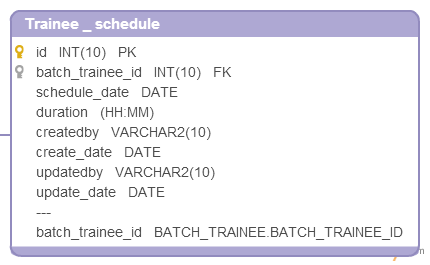 Trainee _ schedule
id INT(10) PK
batch_trainee_id INT(10) FK
schedule_date DATE
duration (HH:MM)
createdby VARCHAR2(10)
create_date DATE
updatedby VARCHAR2(10)
update_date DATE
---
batch_trainee_id BATCH_TRAINEE.BATCH_TRAINEE_ID